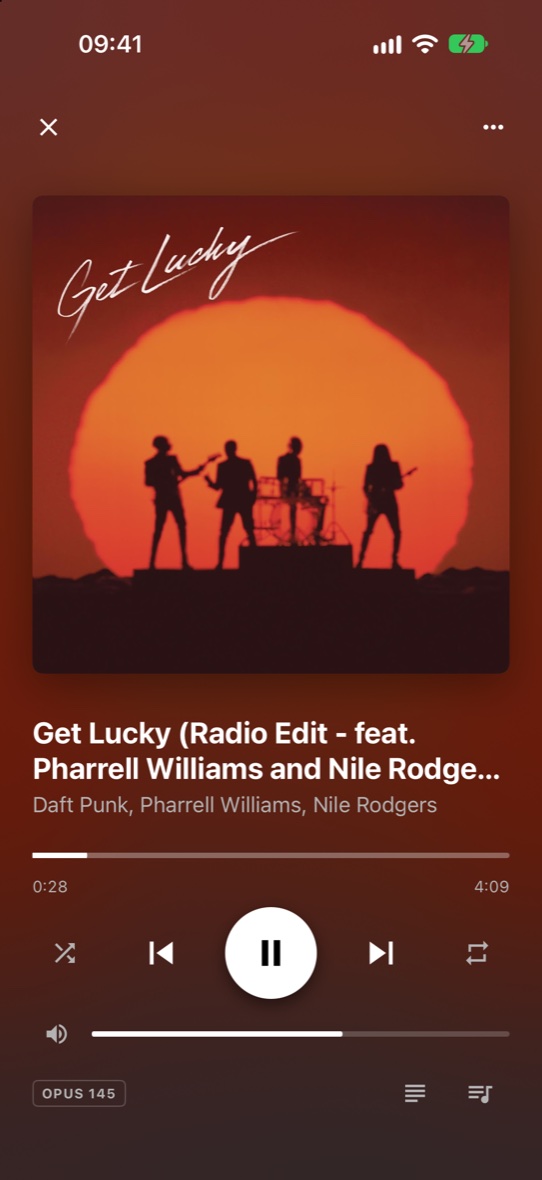 09:41
Get Lucky
Get Lucky (Radio Edit - feat.
Pharrell Williams and Nile Rodge...
Daft Punk, Pharrell Williams, Nile Rodgers
0:28
4:09
OPUS 145